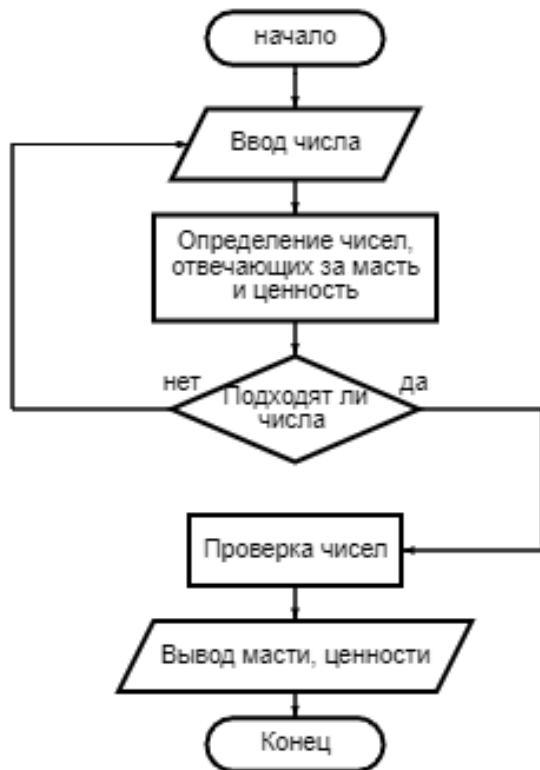 начало
Ввод числа
Определение чисел,
отвечающих за масть
и ценность
нет
да
Подходят ли
числа
Проверка чисел
Вывод масти, ценности
Конец